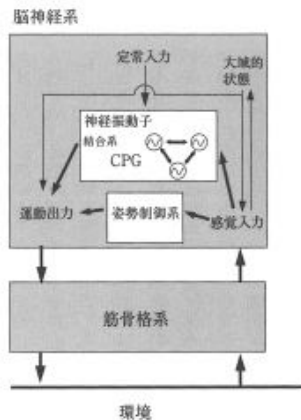 脳神経系
定常入力
大域的
状態
神経振動子
結合系
CPG
運動出力
姿勢制御系
感覚入力
筋骨格系
環境